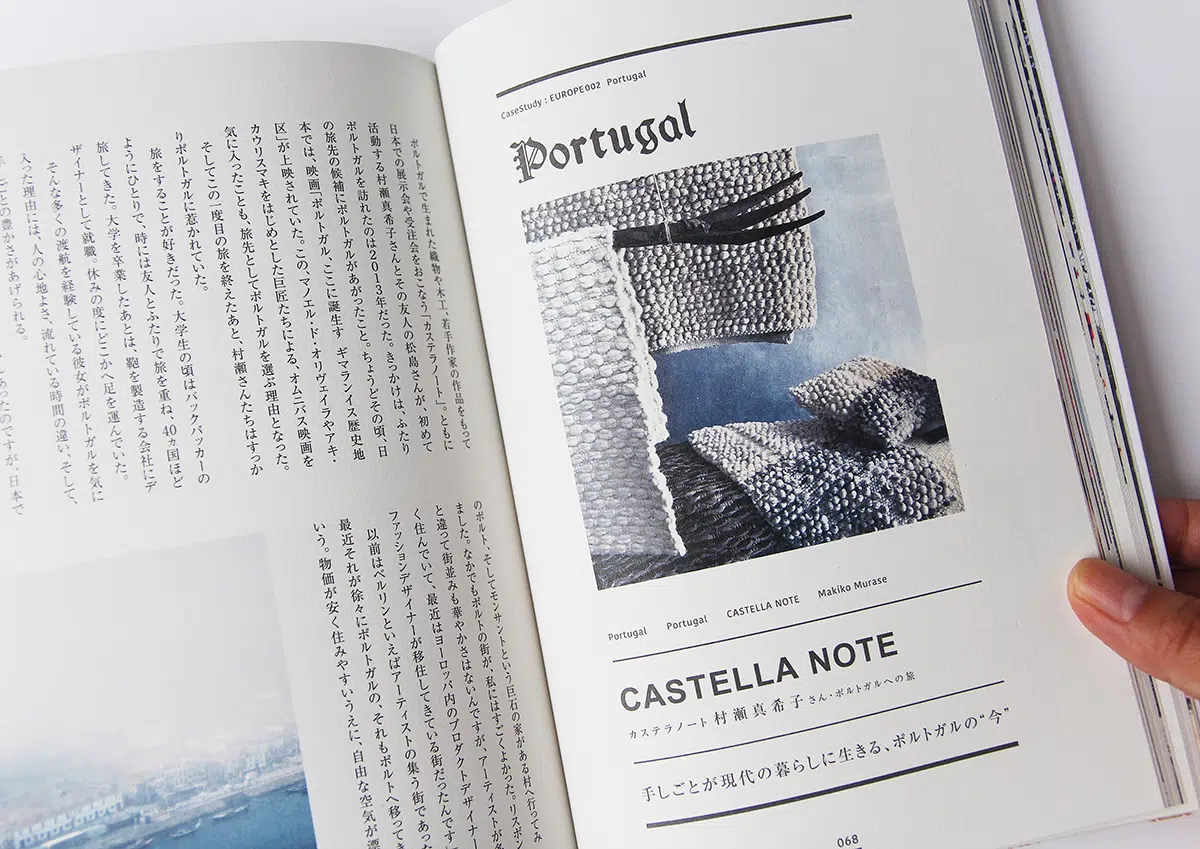 CaseStudy : EUROPE002 Portugal
Portugal
Portugal Portugal CASTELLA NOTE Makiko Murase
CASTELLA NOTE
カステラノート 村瀬真希子さん・ポルトガルへの旅
手しごとが現代の暮らしに生きる、ポルトガルの“今”
068
ポルトガルで生まれた織物や木工、若手作家の作品をもって
日本での展示会や受注会をおこなう「カステラノート」。ともに
活動する村瀬真希子さんとその友人の松島さんが、初めて
ポルトガルを訪れたのは2013年だった。きっかけは、ふたり
の旅先の候補にポルトガルがあがったこと。ちょうどその頃、日
本では、映画「ポルトガル、ここに誕生す ギマランイス歴史地
区」が上映されていた。この、マノエル・ド・オリヴェイラやアキ・
カウリスマキをはじめとした巨匠たちによる、オムニバス映画を
気に入ったことも、旅先としてポルトガルを選ぶ理由となった。
そしてこの一度目の旅を終えたあと、村瀬さんたちはすっか
りポルトガルに惹かれていた。
旅をすることが好きだった。大学生の頃はバックパッカーの
ようにひとりで、時には友人とふたりで旅を重ね、40ヵ国ほど
旅してきた。大学を卒業したあとは、鞄を製造する会社にデ
ザイナーとして就職。休みの度にどこかへ足を運んでいた。
そんな多くの渡航を経験している彼女がポルトガルを気に
入った理由には、人の心地よさ、流れている時間の違い、そして、
手しごとの豊かさがあげられる。
あったのですが、日本で
のポルト、そしてモンサントという巨石の家がある村へ行ってみ
ました。なかでもポルトの街が、私にはすごくよかった。リスボン
と違って街並みも華やかさはないんですが、アーティストが多
く住んでいて、最近はヨーロッパ内のプロダクトデザイナー
ファッションデザイナーが移住してきている街だったんです
以前はベルリンといえばアーティストの集う街であった
最近それが徐々にポルトガルの、それもポルトへ移ってき
いう。物価が安く住みやすいうえに、自由な空気が漂